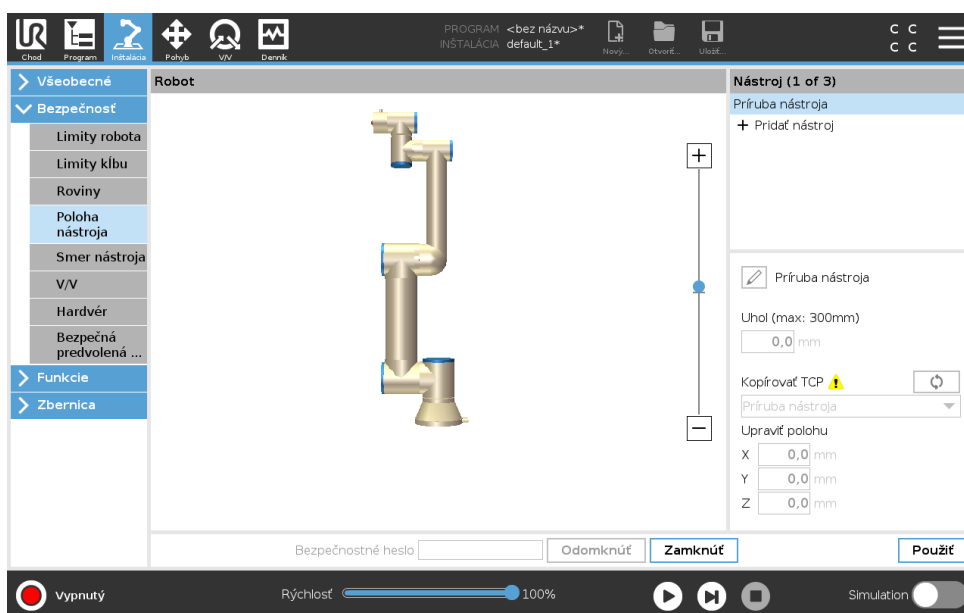 UR
PROGRAM <bez názvu>*
INŠTALÁCIA default_1*
Chod Program Inštalácia Pohyb V/V Denník Nový... Otvoriť... Uložiť...
C C
C C
Všeobecné
Bezpečnosť
Limity robota
Limity kĺbu
Roviny
Poloha
nástroja
Smer nástroja
V/V
Hardvér
Bezpečná
predvolená ...
Funkcie
Zbernica
Robot
Nástroj (1 of 3)
Príruba nástroja
+ Pridať nástroj
Príruba nástroja
Uhol (max: 300mm)
0,0 mm
Kopírovať TCP
Príruba nástroja
Upraviť polohu
X 0,0 mm
Y 0,0 mm
Z 0,0 mm
Bezpečnostné heslo Odomknúť Zamknúť Použiť
Vypnutý Rýchlosť 100% Simulation